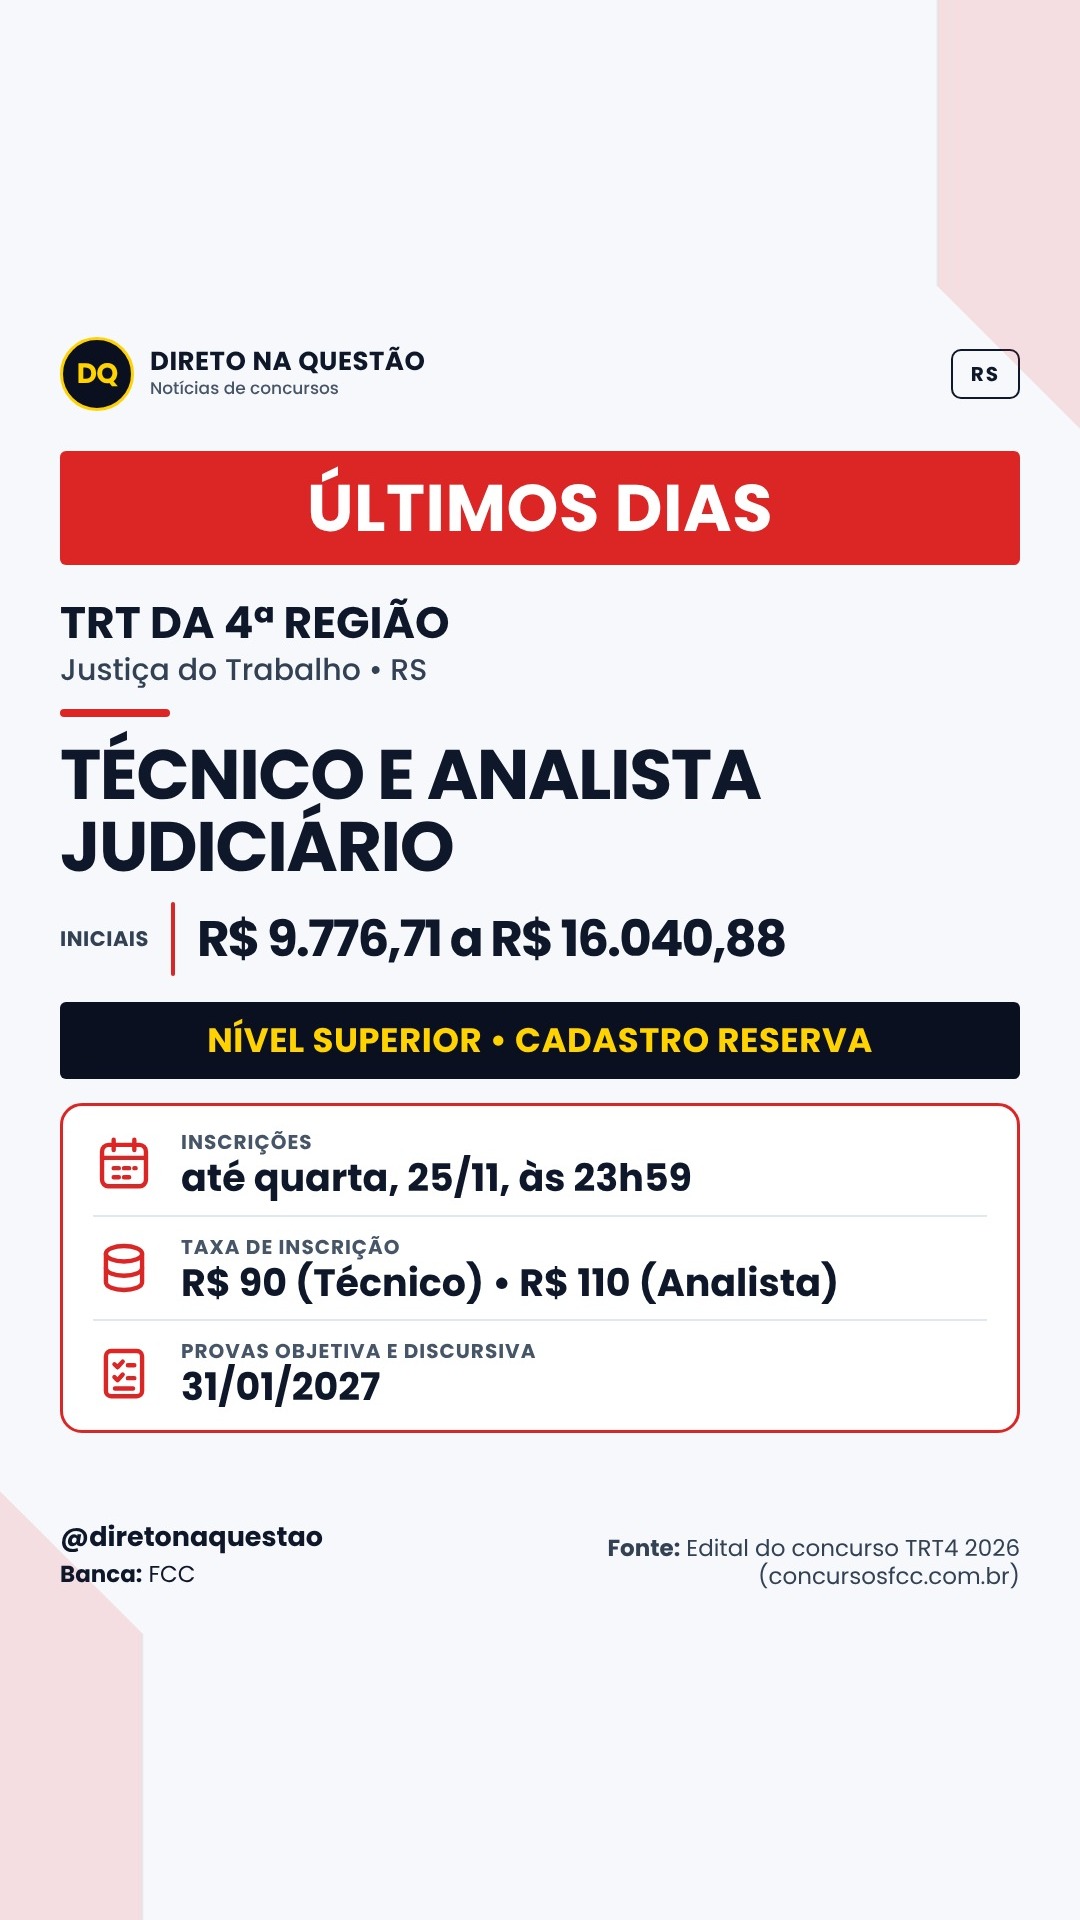 DQ
DIRETO NA QUESTÃO
Notícias de concursos
RS
ÚLTIMOS DIAS
TRT DA 4ª REGIÃO
Justiça do Trabalho • RS
TÉCNICO E ANALISTA
JUDICIÁRIO
INICIAIS
R$ 9.776,71 a R$ 16.040,88
NÍVEL SUPERIOR • CADASTRO RESERVA
INSCRIÇÕES
até quarta, 25/11, às 23h59
TAXA DE INSCRIÇÃO
R$ 90 (Técnico) • R$ 110 (Analista)
PROVAS OBJETIVA E DISCURSIVA
31/01/2027
@diretonaquestao
Banca: FCC
Fonte: Edital do concurso TRT4 2026
(concursosfcc.com.br)